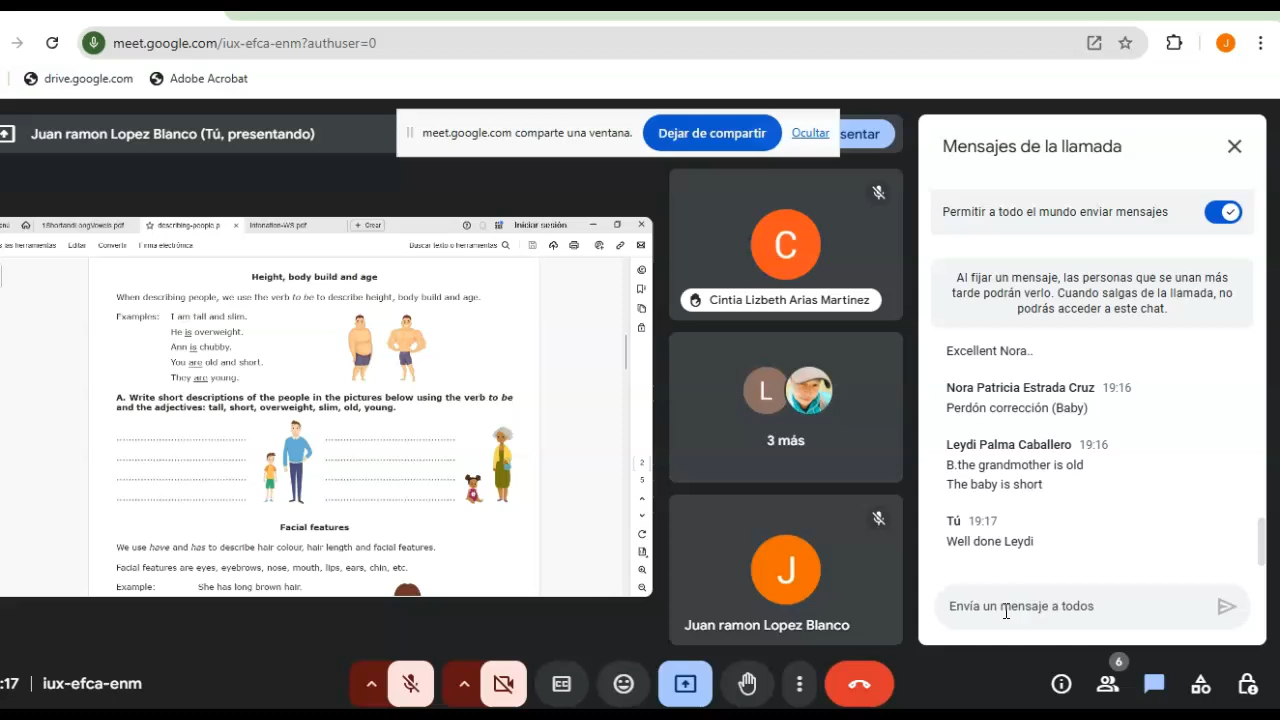 meet.google.com/iux-efca-enm?authuser=0
drive.google.com
Adobe Acrobat
Juan ramon Lopez Blanco (Tú, presentando)
meet.google.com comparte una ventana.
Dejar de compartir
Ocultar
sentar
describing-people.p
Intonation-WS.pdf
+ Crear
Iniciar sesión
as herramientas
Editar
Convertir
Firma electrónica
Buscar texto o herramientas
Height, body build and age
When describing people, we use the verb to be to describe height, body build and age.
Examples: I am tall and slim.
He is overweight.
Ann is chubby.
You are old and short.
They are young.
A. Write short descriptions of the people in the pictures below using the verb to be
and the adjectives: tall, short, overweight, slim, old, young.
Facial features
We use have and has to describe hair colour, hair length and facial features.
Facial features are eyes, eyebrows, nose, mouth, lips, ears, chin, etc.
Example: She has long brown hair.
2
5
C
Cintia Lizbeth Arias Martinez
L
3 más
J
Juan ramon Lopez Blanco
Mensajes de la llamada
Permitir a todo el mundo enviar mensajes
Al fijar un mensaje, las personas que se unan más
tarde podrán verlo. Cuando salgas de la llamada, no
podrás acceder a este chat.
Excellent Nora..
Nora Patricia Estrada Cruz 19:16
Perdón corrección (Baby)
Leydi Palma Caballero 19:16
B.the grandmother is old
The baby is short
Tú 19:17
Well done Leydi
Envía un mensaje a todos
:17 | iux-efca-enm
6
J